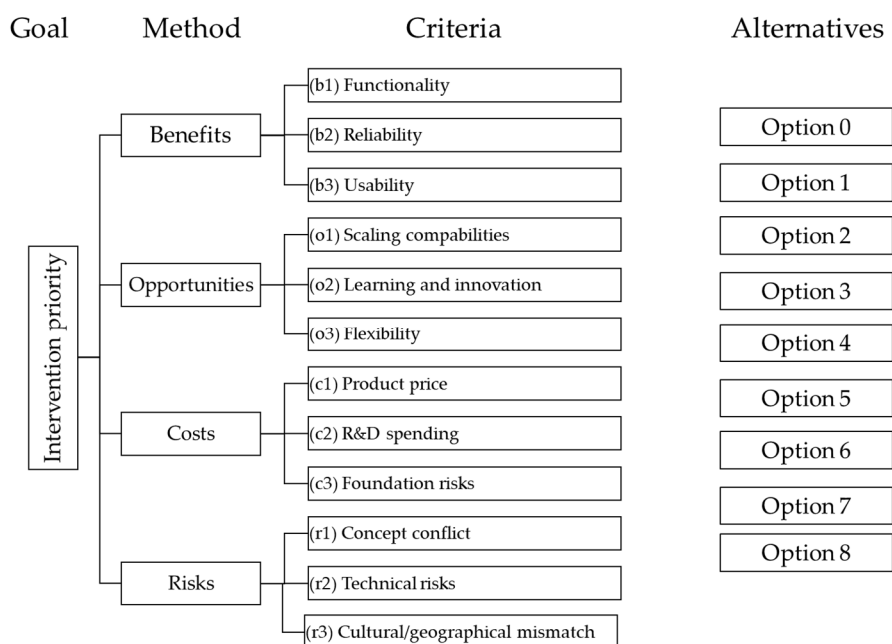 Goal
Method
Criteria
Alternatives
Intervention priority
Benefits
(b1) Functionality
(b2) Reliability
(b3) Usability
Opportunities
(o1) Scaling compabilities
(o2) Learning and innovation
(o3) Flexibility
Costs
(c1) Product price
(c2) R&D spending
(c3) Foundation risks
Risks
(r1) Concept conflict
(r2) Technical risks
(r3) Cultural/geographical mismatch
Option 0
Option 1
Option 2
Option 3
Option 4
Option 5
Option 6
Option 7
Option 8